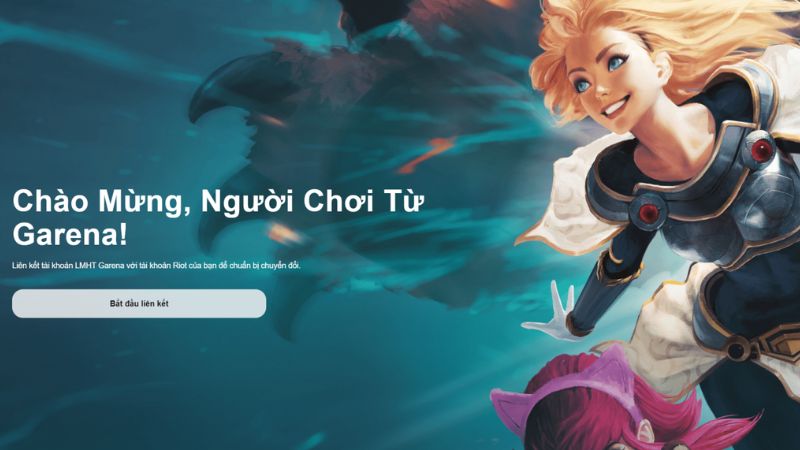 Chào Mừng, Người Chơi Từ
Garena!
Liên kết tài khoản LMHT Garena với tài khoản Riot của bạn để chuẩn bị chuyển đổi.
Bắt đầu liên kết